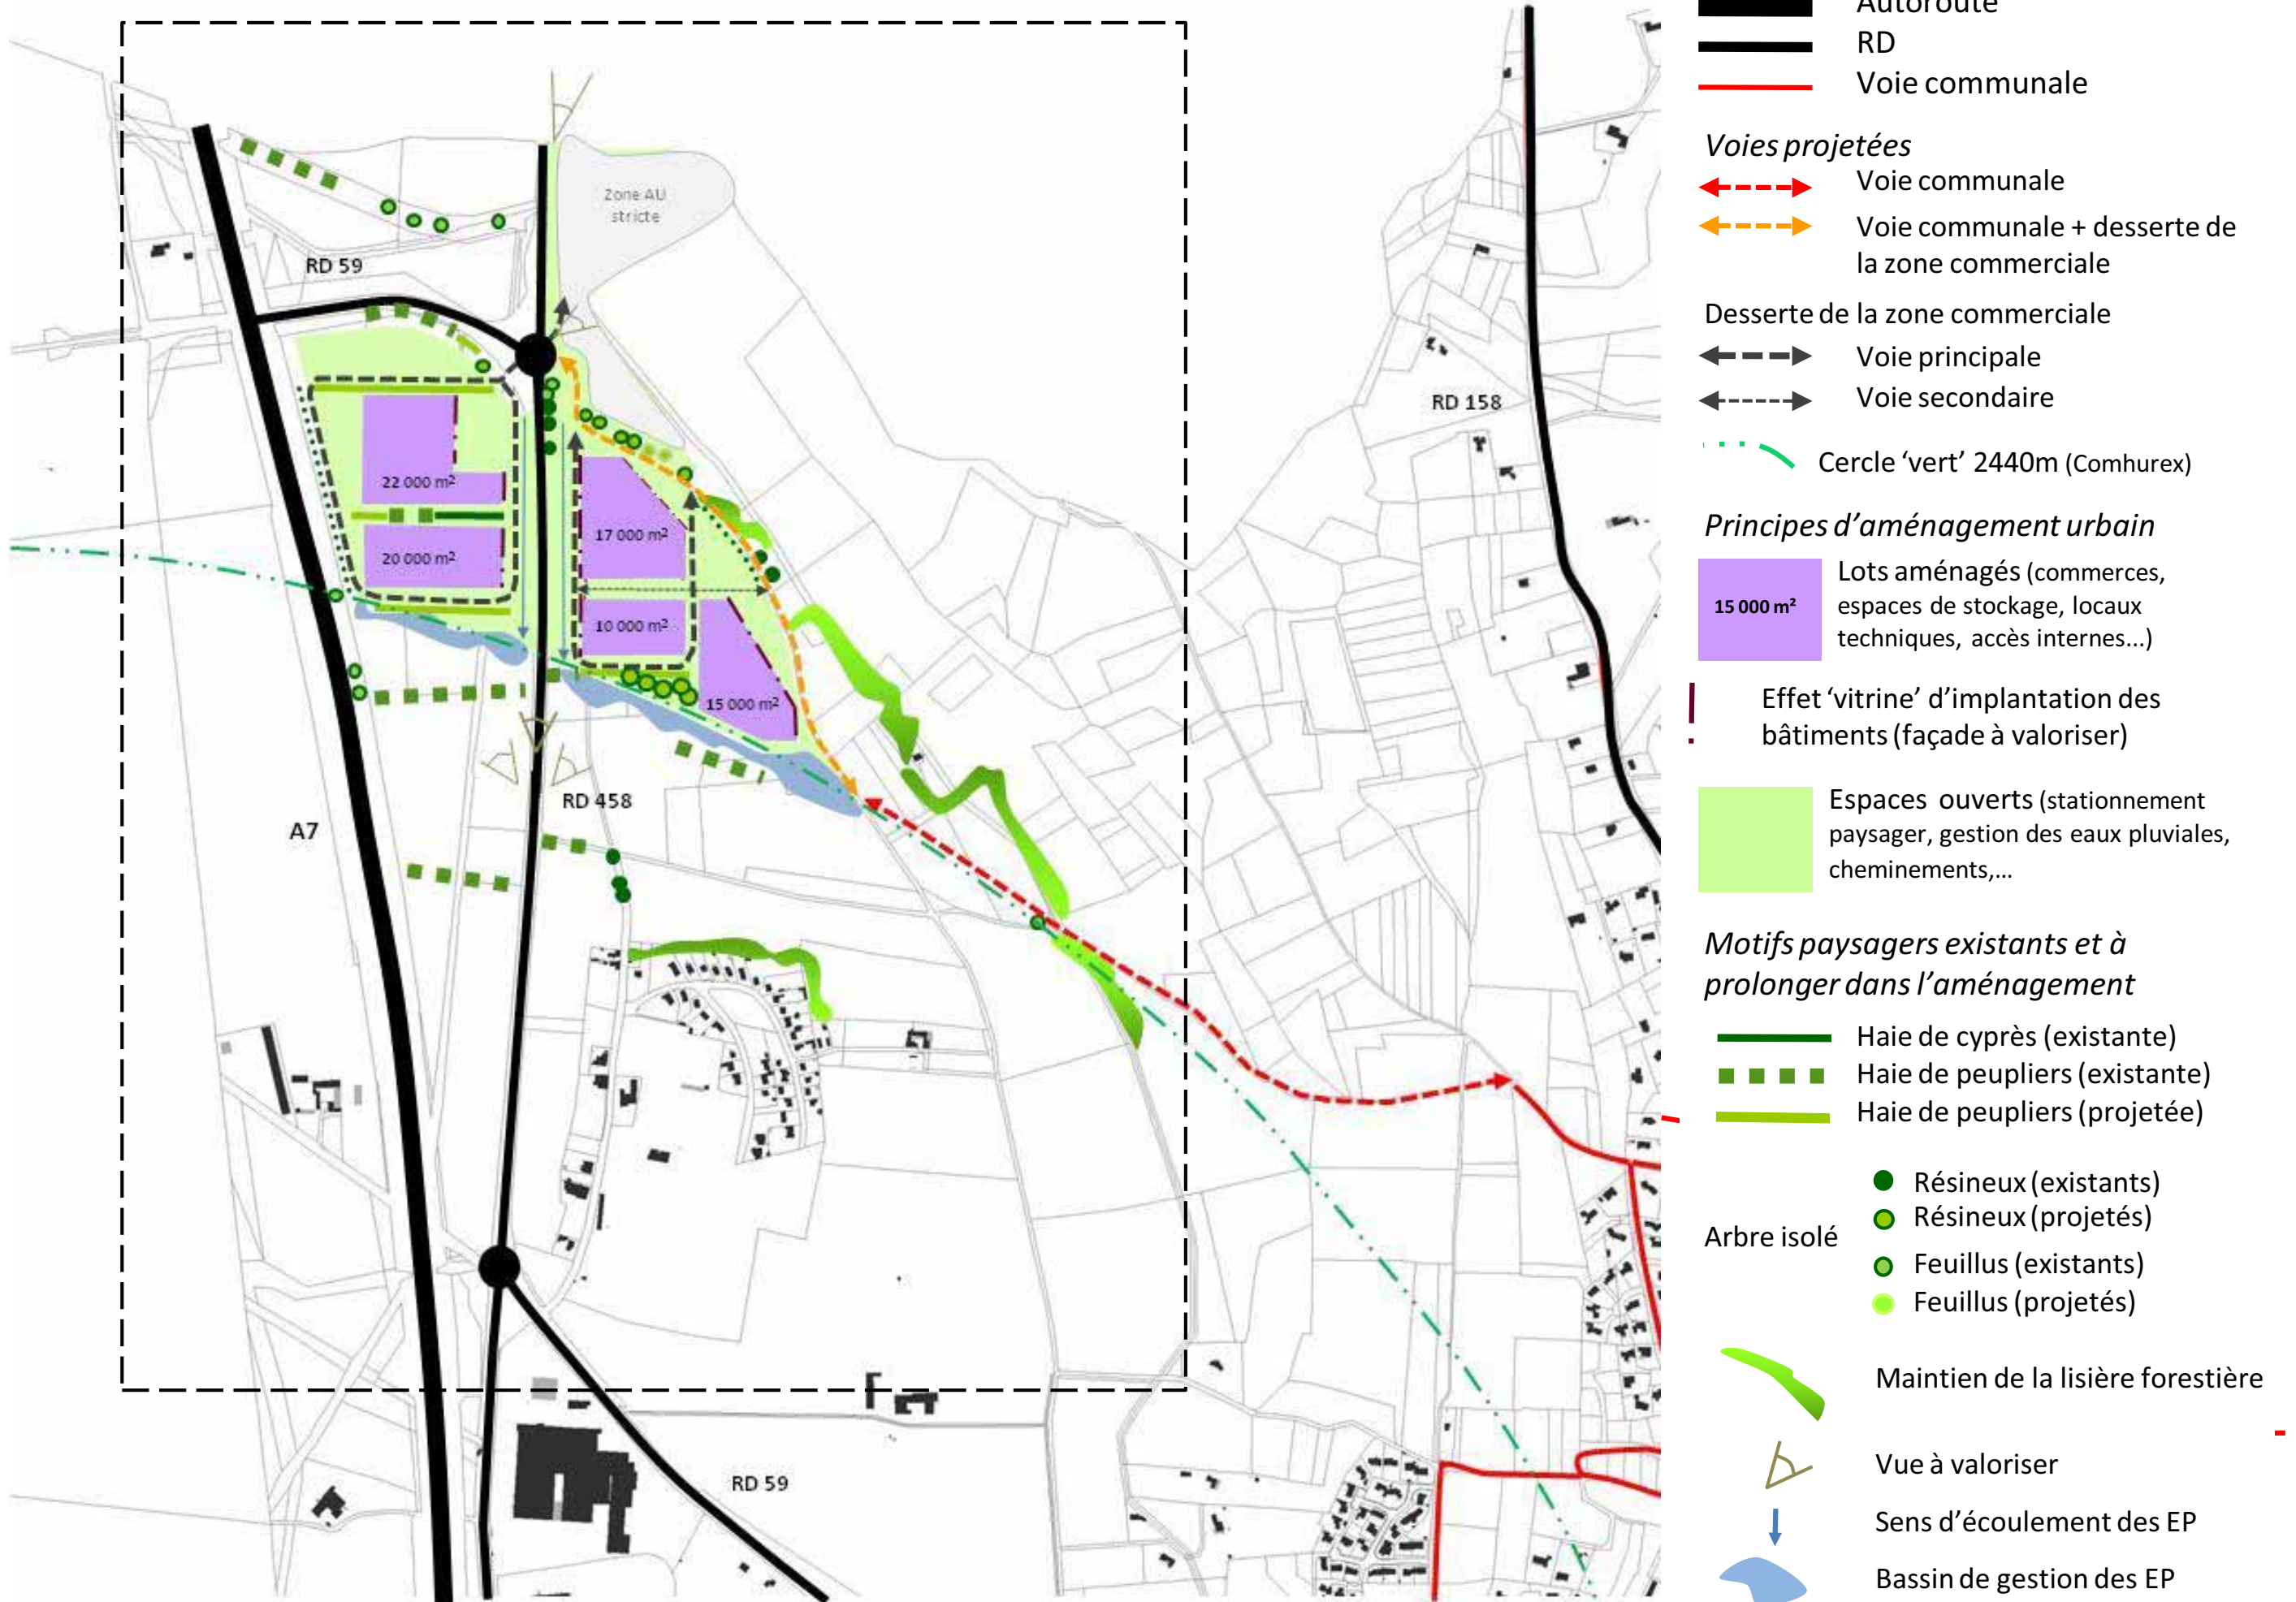 Zone AU
stricte
RD 59
22 000 m²
20 000 m²
17 000 m²
10 000 m²
15 000 m²
RD 458
A7
RD 158
RD 59
Autoroute
RD
Voie communale
Voies projetées
Voie communale
Voie communale + desserte de
la zone commerciale
Desserte de la zone commerciale
Voie principale
Voie secondaire
Cercle ‘vert’ 2440m (Comhurex)
Principes d’aménagement urbain
15 000 m²
Lots aménagés (commerces,
espaces de stockage, locaux
techniques, accès internes...)
Effet ‘vitrine’ d’implantation des
bâtiments (façade à valoriser)
Espaces ouverts (stationnement
paysager, gestion des eaux pluviales,
cheminements,...
Motifs paysagers existants et à
prolonger dans l’aménagement
Haie de cyprès (existante)
Haie de peupliers (existante)
Haie de peupliers (projetée)
Arbre isolé
Résineux (existants)
Résineux (projetés)
Feuillus (existants)
Feuillus (projetés)
Maintien de la lisière forestière
Vue à valoriser
Sens d’écoulement des EP
Bassin de gestion des EP